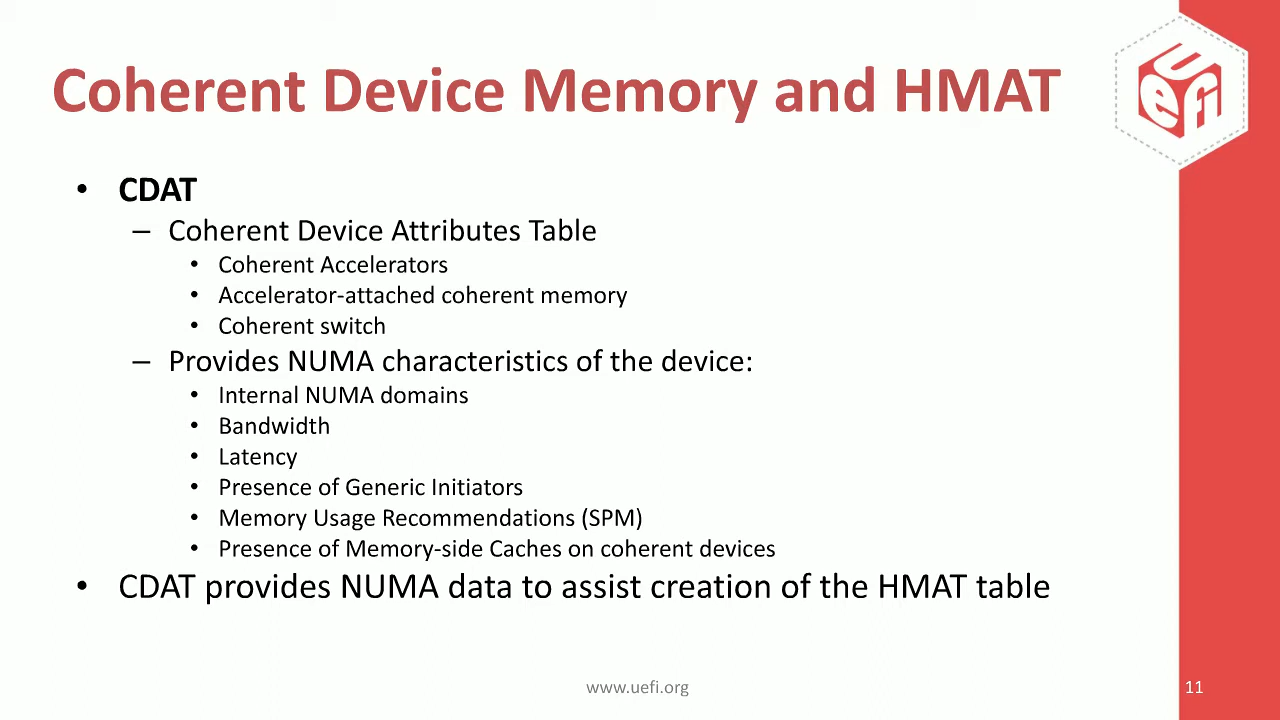 Coherent Device Memory and HMAT
UEFI
• CDAT
– Coherent Device Attributes Table
• Coherent Accelerators
• Accelerator-attached coherent memory
• Coherent switch
– Provides NUMA characteristics of the device:
• Internal NUMA domains
• Bandwidth
• Latency
• Presence of Generic Initiators
• Memory Usage Recommendations (SPM)
• Presence of Memory-side Caches on coherent devices
• CDAT provides NUMA data to assist creation of the HMAT table
www.uefi.org
11